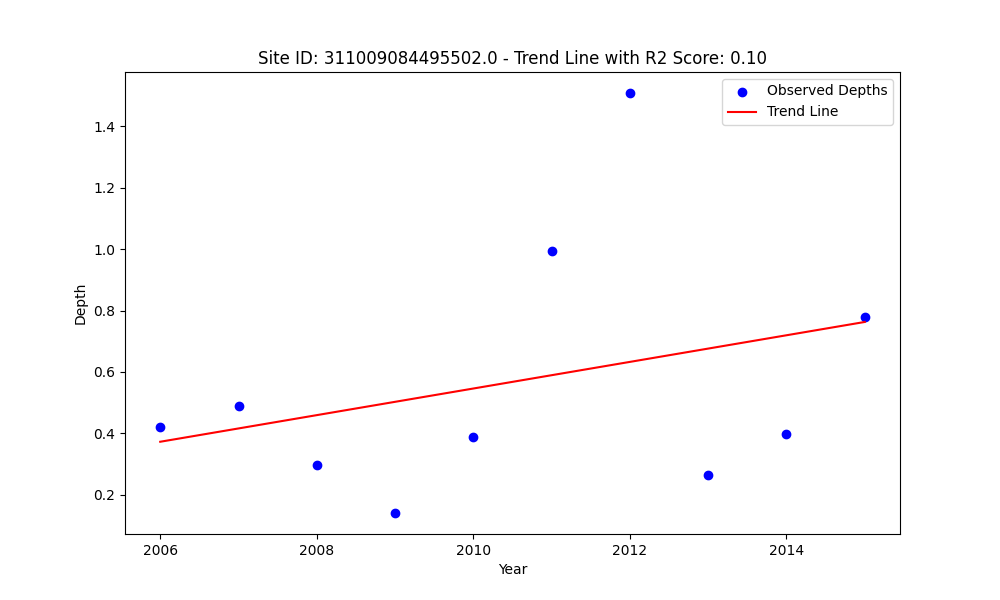 Site ID: 311009084495502.0 - Trend Line with R2 Score: 0.10
Observed Depths
Trend Line
1.4
1.2
1.0
0.8
0.6
0.4
0.2
Depth
2006
2008
2010
2012
2014
Year